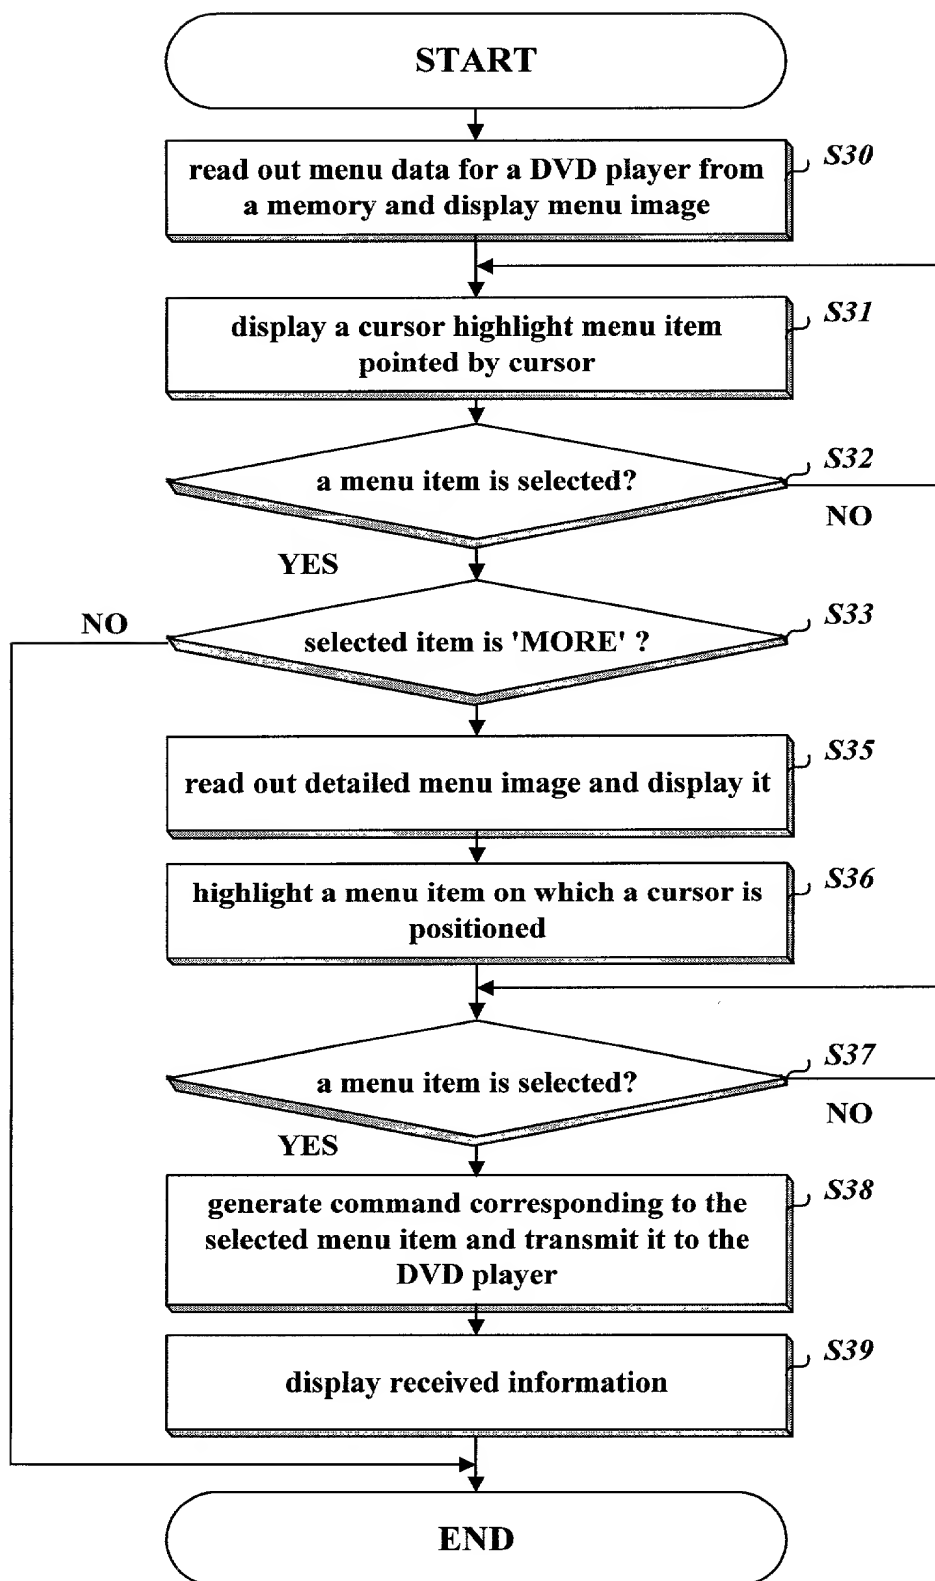 START
S30
read out menu data for a DVD player from
a memory and display menu image
S31
display a cursor highlight menu item
pointed by cursor
S32
a menu item is selected?
NO
YES
S33
NO
selected item is 'MORE' ?
S35
read out detailed menu image and display it
S36
highlight a menu item on which a cursor is
positioned
S37
a menu item is selected?
NO
YES
S38
generate command corresponding to the
selected menu item and transmit it to the
DVD player
S39
display received information
END